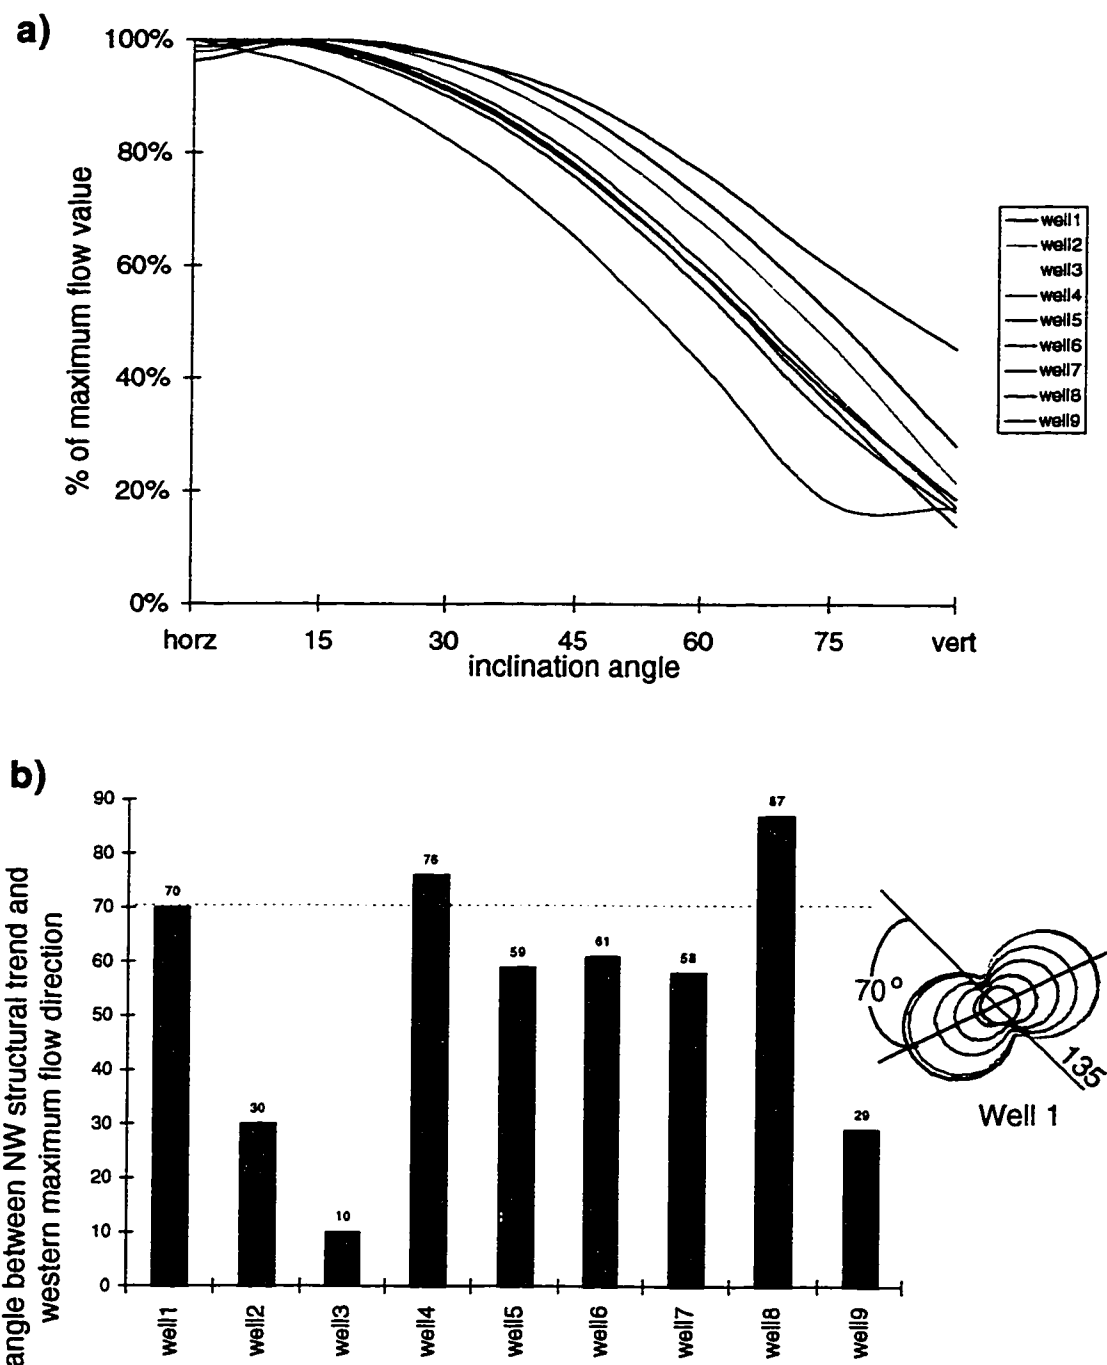 a)
100%
80%
60%
40%
20%
0%
% of maximum flow value
horz 15 30 45 60 75 vert
inclination angle
well1
well2
well3
well4
well5
well6
well7
well8
well9
b)
angle between NW structural trend and
western maximum flow direction
90
80
70
60
50
40
30
20
10
0
70
30
10
76
59
61
58
87
29
well1
well2
well3
well4
well5
well6
well7
well8
well9
70°
135
Well 1